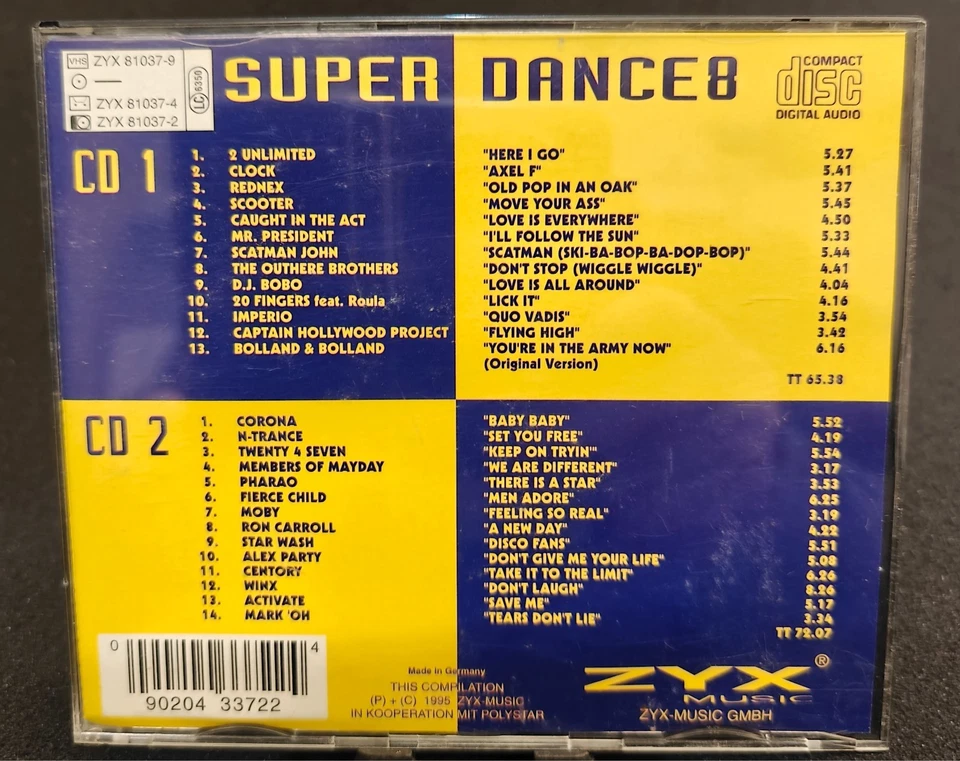 VHS ZYX 81037-9
—
ZYX 81037-4
ZYX 81037-2
LC 6350
SUPER DANCE 8
COMPACT
disc
DIGITAL AUDIO
CD 1
1. 2 UNLIMITED "HERE I GO" 5.27
2. CLOCK "AXEL F" 5.41
3. REDNEX "OLD POP IN AN OAK" 5.37
4. SCOOTER "MOVE YOUR ASS" 5.45
5. CAUGHT IN THE ACT "LOVE IS EVERYWHERE" 4.50
6. MR. PRESIDENT "I'LL FOLLOW THE SUN" 5.33
7. SCATMAN JOHN "SCATMAN (SKI-BA-BOP-BA-DOP-BOP)" 5.44
8. THE OUTHERE BROTHERS "DON'T STOP (WIGGLE WIGGLE)" 4.41
9. D.J. BOBO "LOVE IS ALL AROUND" 4.04
10. 20 FINGERS feat. Roula "LICK IT" 4.16
11. IMPERIO "QUO VADIS" 3.54
12. CAPTAIN HOLLYWOOD PROJECT "FLYING HIGH" 3.42
13. BOLLAND & BOLLAND "YOU'RE IN THE ARMY NOW" 6.16
(Original Version)
TT 65.38
CD 2
1. CORONA "BABY BABY" 5.52
2. N-TRANCE "SET YOU FREE" 4.19
3. TWENTY 4 SEVEN "KEEP ON TRYIN'" 5.54
4. MEMBERS OF MAYDAY "WE ARE DIFFERENT" 3.17
5. PHARAO "THERE IS A STAR" 3.53
6. FIERCE CHILD "MEN ADORE" 6.25
7. MOBY "FEELING SO REAL" 3.19
8. RON CARROLL "A NEW DAY" 4.22
9. STAR WASH "DISCO FANS" 5.51
10. ALEX PARTY "DON'T GIVE ME YOUR LIFE" 5.08
11. CENTORY "TAKE IT TO THE LIMIT" 6.26
12. WINX "DON'T LAUGH" 8.26
13. ACTIVATE "SAVE ME" 5.17
14. MARK 'OH "TEARS DON'T LIE" 3.34
TT 72.07
0 90204 33722 4
Made in Germany
THIS COMPILATION
(P) + (C) 1995 ZYX-MUSIC
IN KOOPERATION MIT POLYSTAR
ZYX®
MUSIC
ZYX-MUSIC GMBH